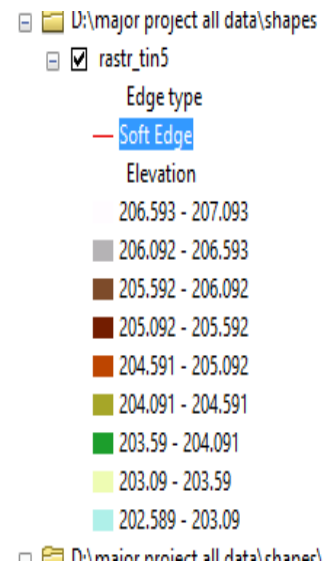 D:\major project all data\shapes
rastr_tin5
Edge type
Soft Edge
Elevation
206.593 - 207.093
206.092 - 206.593
205.592 - 206.092
205.092 - 205.592
204.591 - 205.092
204.091 - 204.591
203.59 - 204.091
203.09 - 203.59
202.589 - 203.09
D:\major project all data\shapes\